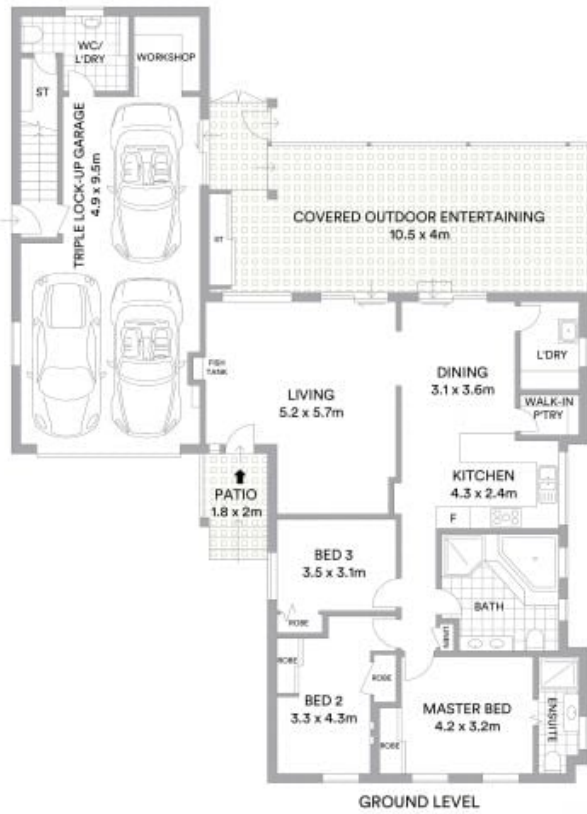 WC/
L'DRY
WORKSHOP
ST
TRIPLE LOCK-UP GARAGE
4.9 x 9.5m
COVERED OUTDOOR ENTERTAINING
10.5 x 4m
ST
FISH
TANK
LIVING
5.2 x 5.7m
DINING
3.1 x 3.6m
L'DRY
WALK-IN
P'TRY
KITCHEN
4.3 x 2.4m
F
PATIO
1.8 x 2m
BED 3
3.5 x 3.1m
ROBE
BATH
LINEN
ROBE
ROBE
BED 2
3.3 x 4.3m
MASTER BED
4.2 x 3.2m
ROBE
ENSUITE
GROUND LEVEL